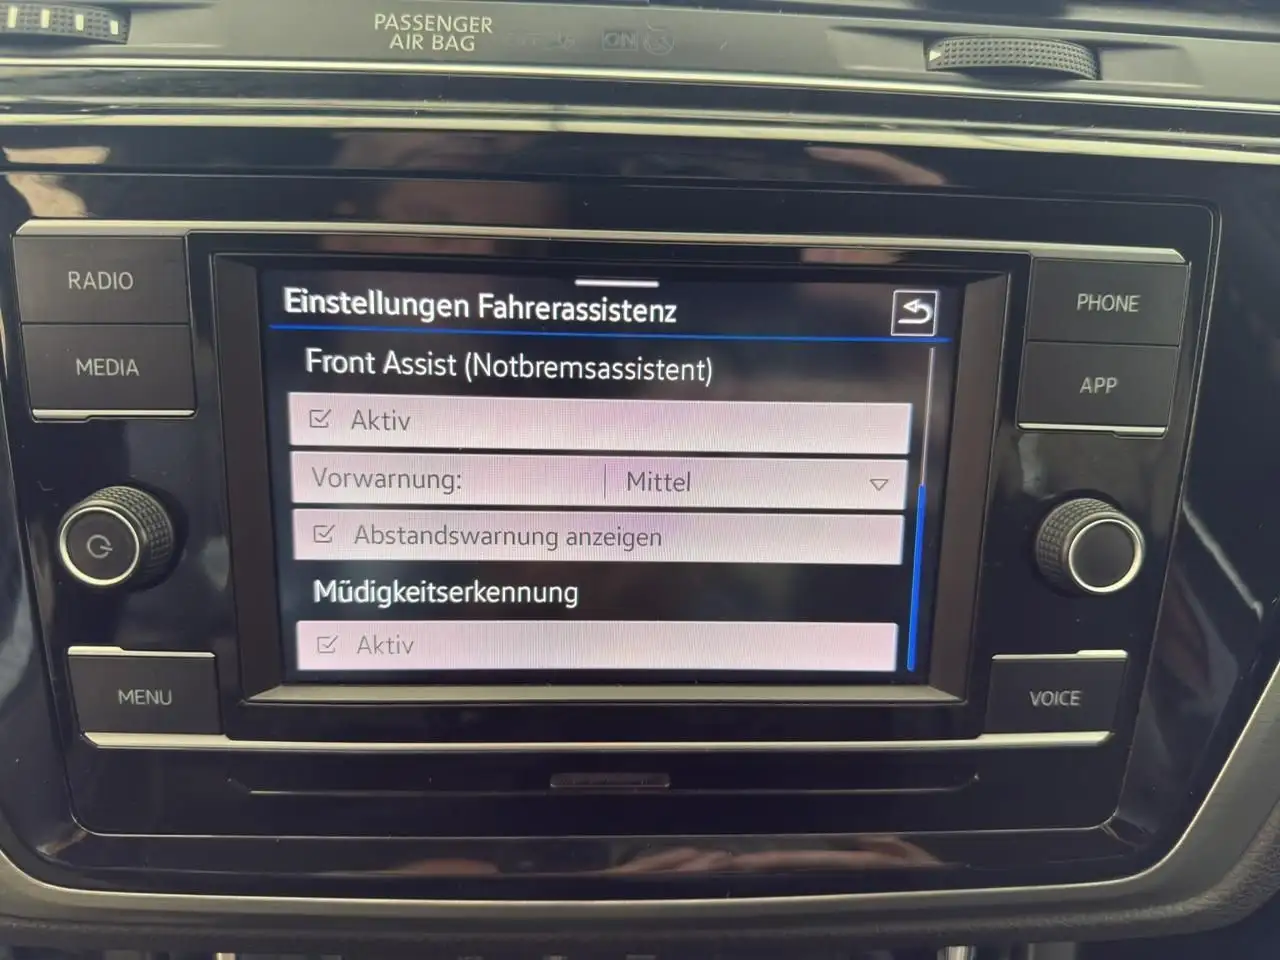 PASSENGER
AIR BAG
ON
RADIO
MEDIA
MENU
Einstellungen Fahrerassistenz
Front Assist (Notbremsassistent)
Aktiv
Vorwarnung: Mittel
Abstandswarnung anzeigen
Müdigkeitserkennung
Aktiv
PHONE
APP
VOICE